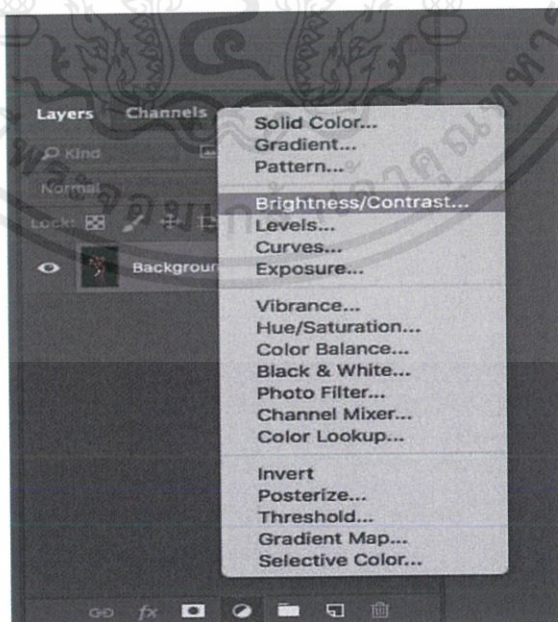 Layers Channels
Kind
Normal
Lock:
Background
Solid Color...
Gradient...
Pattern...
Brightness/Contrast...
Levels...
Curves...
Exposure...
Vibrance...
Hue/Saturation...
Color Balance...
Black & White...
Photo Filter...
Channel Mixer...
Color Lookup...
Invert
Posterize...
Threshold...
Gradient Map...
Selective Color...
fx